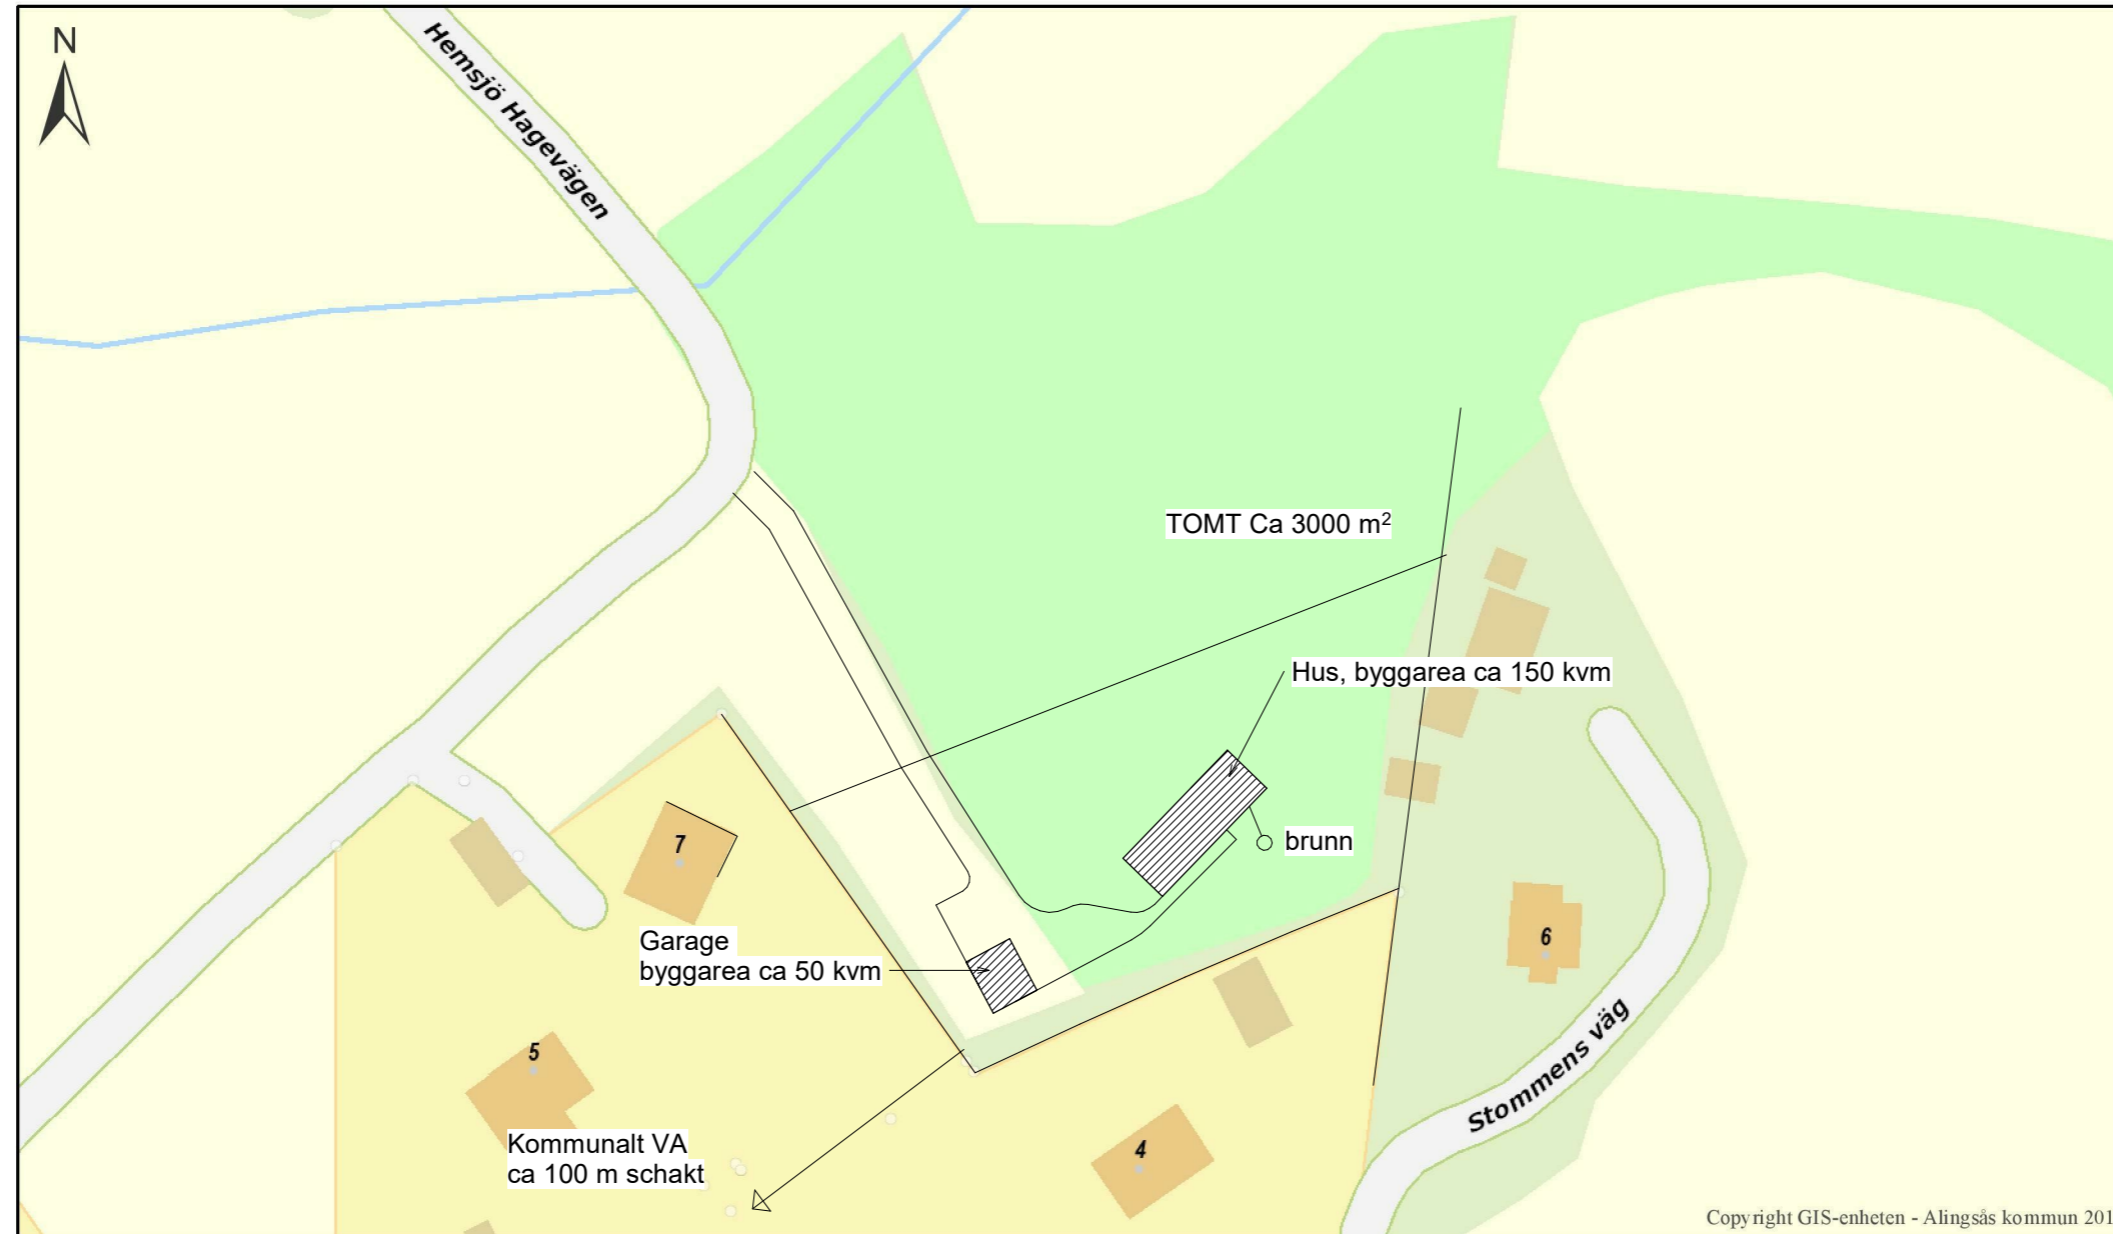 N
Hemsjö Hagevägen
TOMT Ca 3000 m²
Hus, byggarea ca 150 kvm
brunn
7
Garage
byggarea ca 50 kvm
6
5
Stommens väg
Kommunalt VA
ca 100 m schakt
4
Copyright GIS-enheten - Alingsås kommun 201